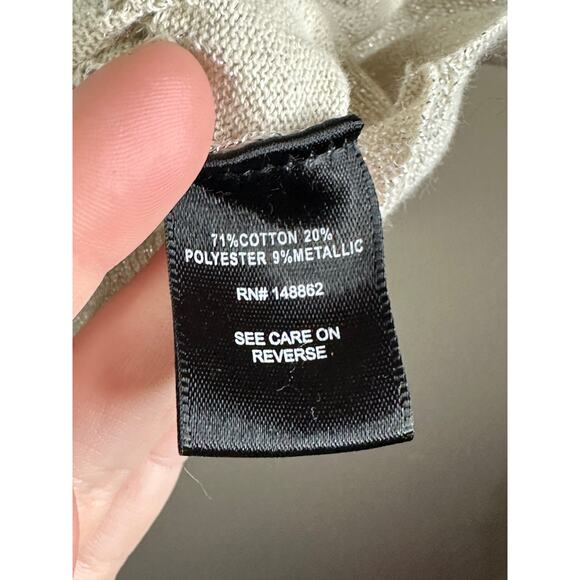 71%COTTON 20%
POLYESTER 9%METALLIC
RN# 148862
SEE CARE ON
REVERSE